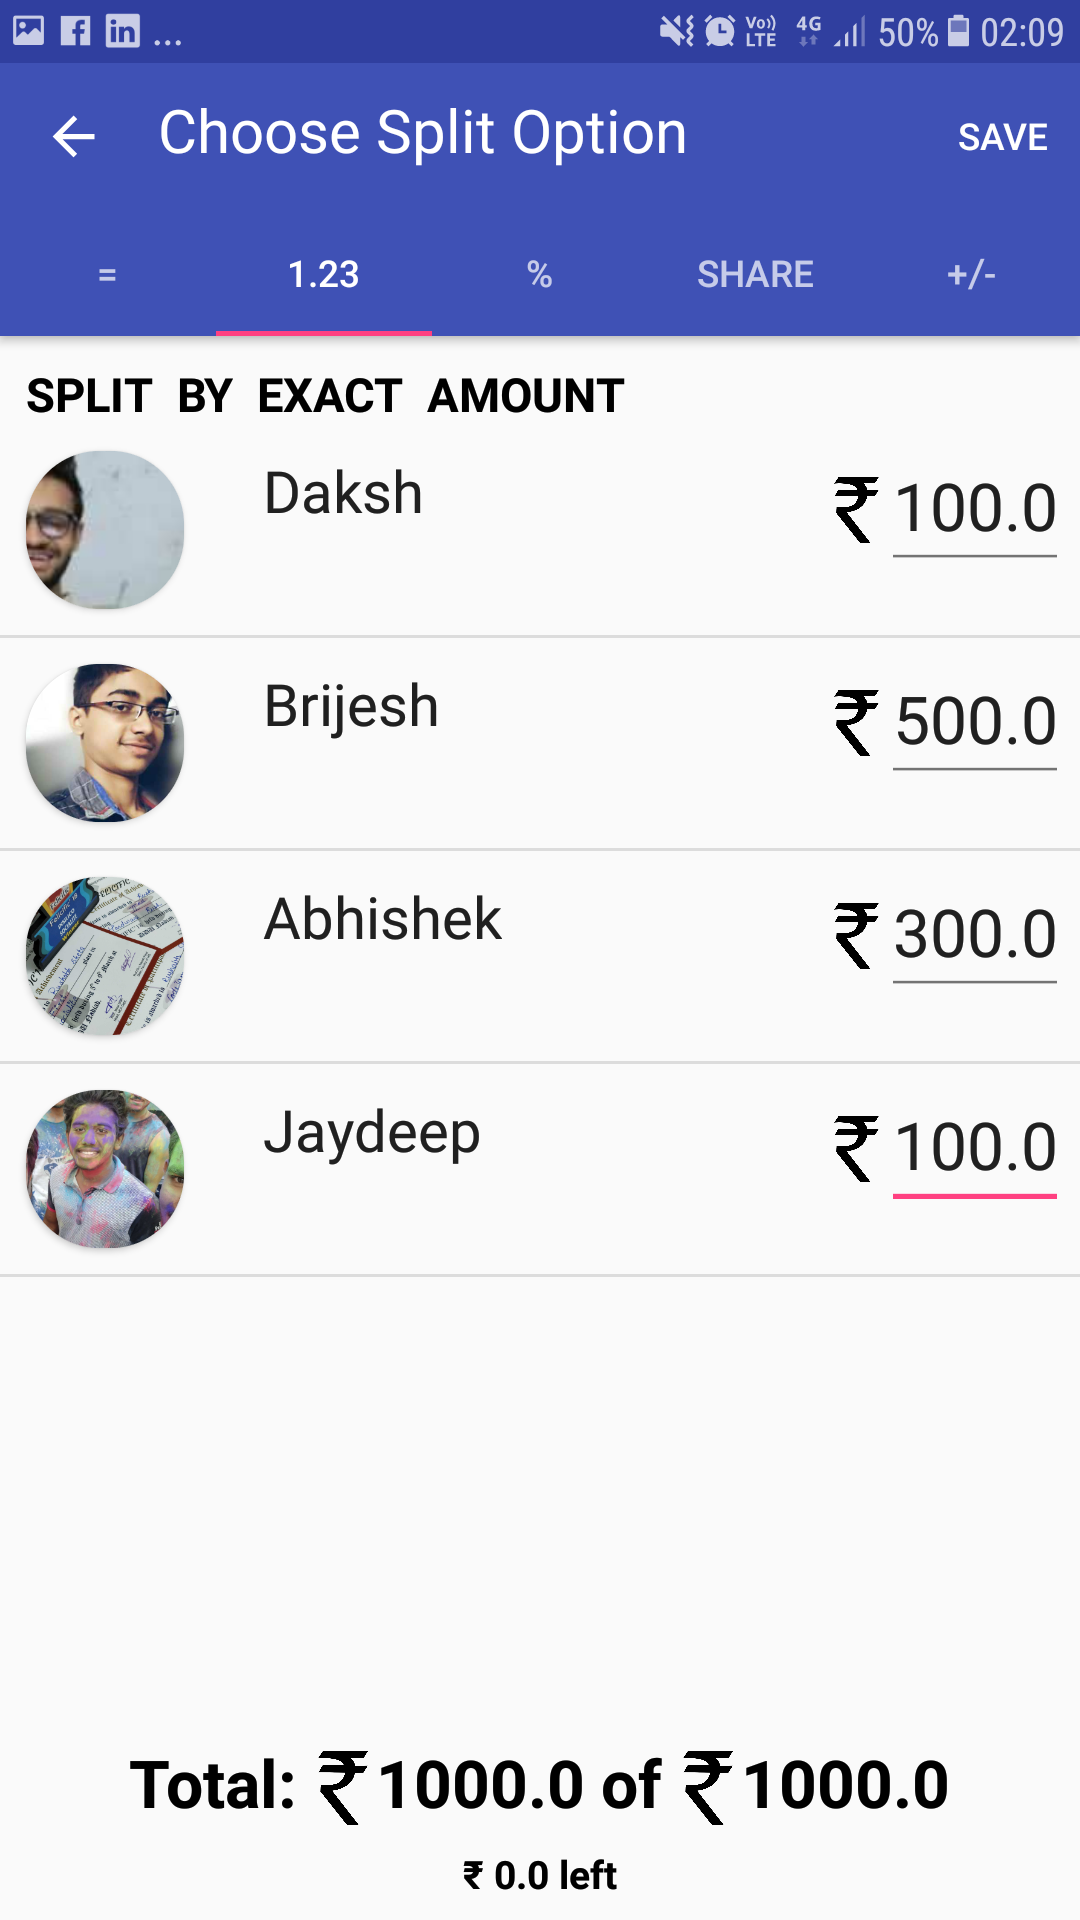 ... Vo)) LTE 4G 50% 02:09
Choose Split Option SAVE
= 1.23 % SHARE +/-
SPLIT BY EXACT AMOUNT
Daksh ₹ 100.0
Brijesh ₹ 500.0
Abhishek ₹ 300.0
Jaydeep ₹ 100.0
Total: ₹ 1000.0 of ₹ 1000.0
₹ 0.0 left